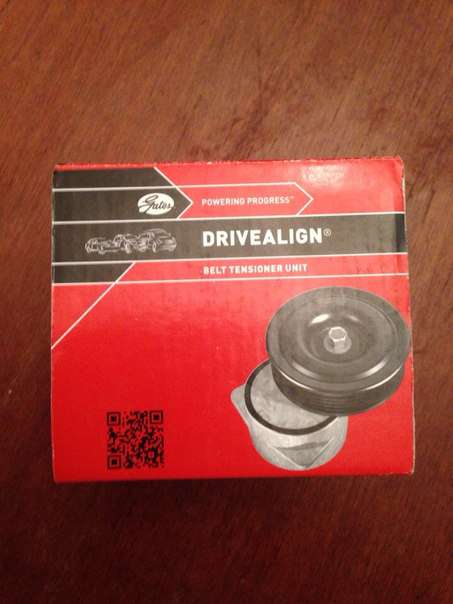 Gates
POWERING PROGRESS™
DRIVEALIGN®
BELT TENSIONER UNIT